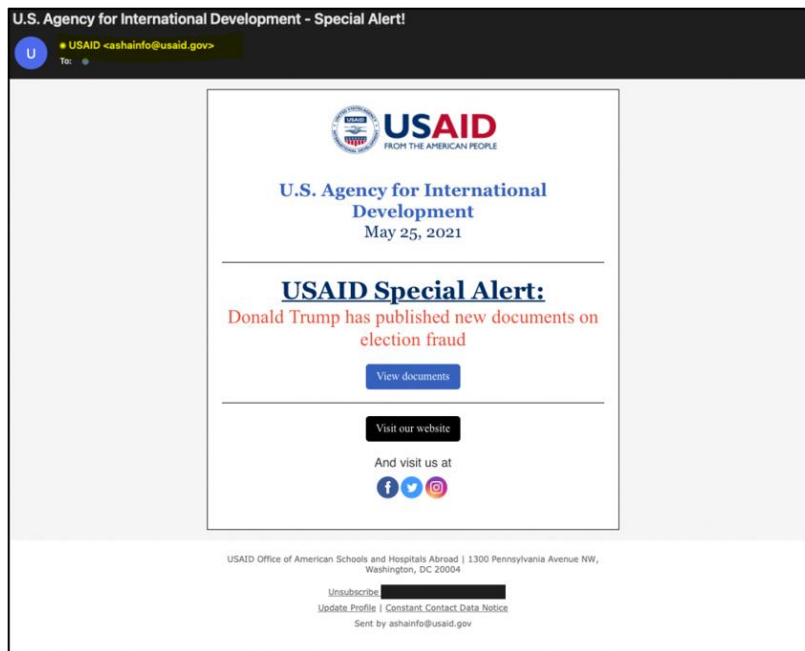 U.S. Agency for International Development - Special Alert!
U
USAID <ashainfo@usaid.gov>
To:
USAID
USAID
FROM THE AMERICAN PEOPLE
U.S. Agency for International
Development
May 25, 2021
USAID Special Alert:
Donald Trump has published new documents on
election fraud
View documents
Visit our website
And visit us at
USAID Office of American Schools and Hospitals Abroad | 1300 Pennsylvania Avenue NW,
Washington, DC 20004
Unsubscribe
Update Profile | Constant Contact Data Notice
Sent by ashainfo@usaid.gov